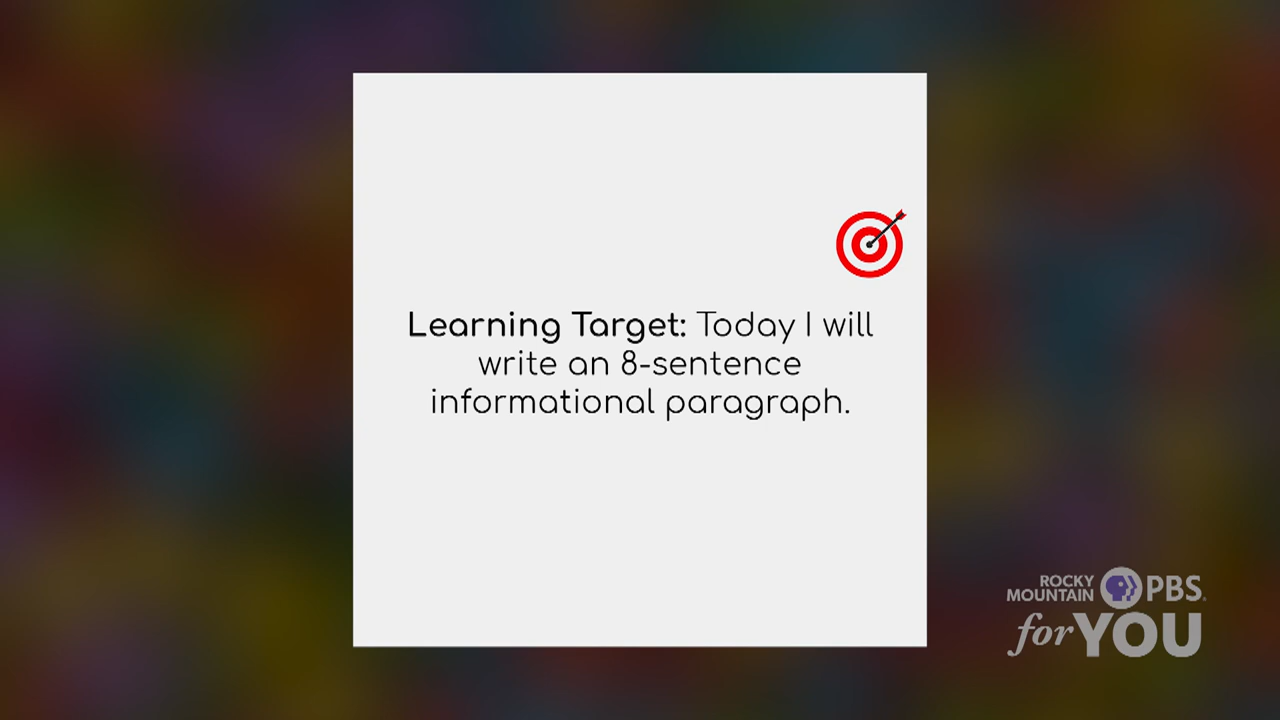 Learning Target: Today I will
write an 8-sentence
informational paragraph.
ROCKY
MOUNTAIN PBS.
for YOU